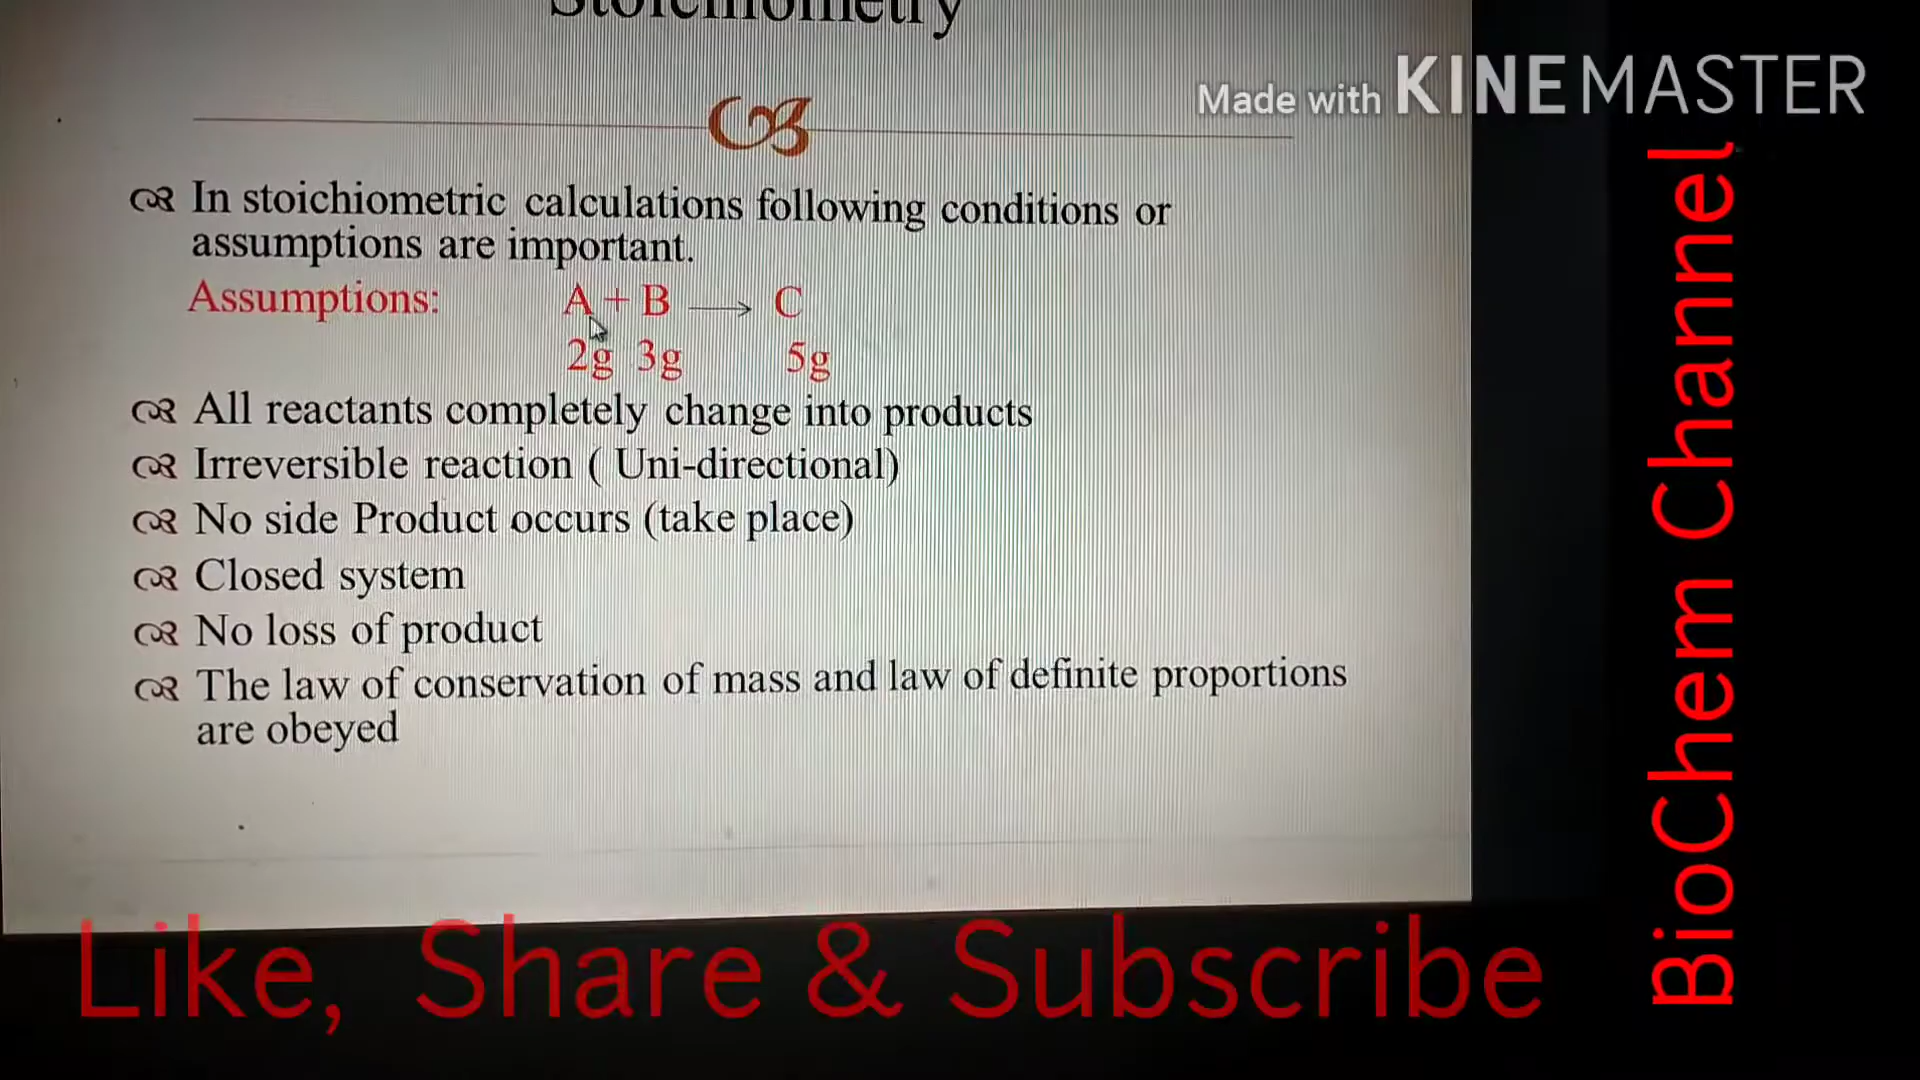 Stoichiometry
Made with KINEMASTER
In stoichiometric calculations following conditions or
assumptions are important.
Assumptions: A + B → C
2g 3g 5g
All reactants completely change into products
Irreversible reaction ( Uni-directional)
No side Product occurs (take place)
Closed system
No loss of product
The law of conservation of mass and law of definite proportions
are obeyed
BioChem Channel
Like, Share & Subscribe